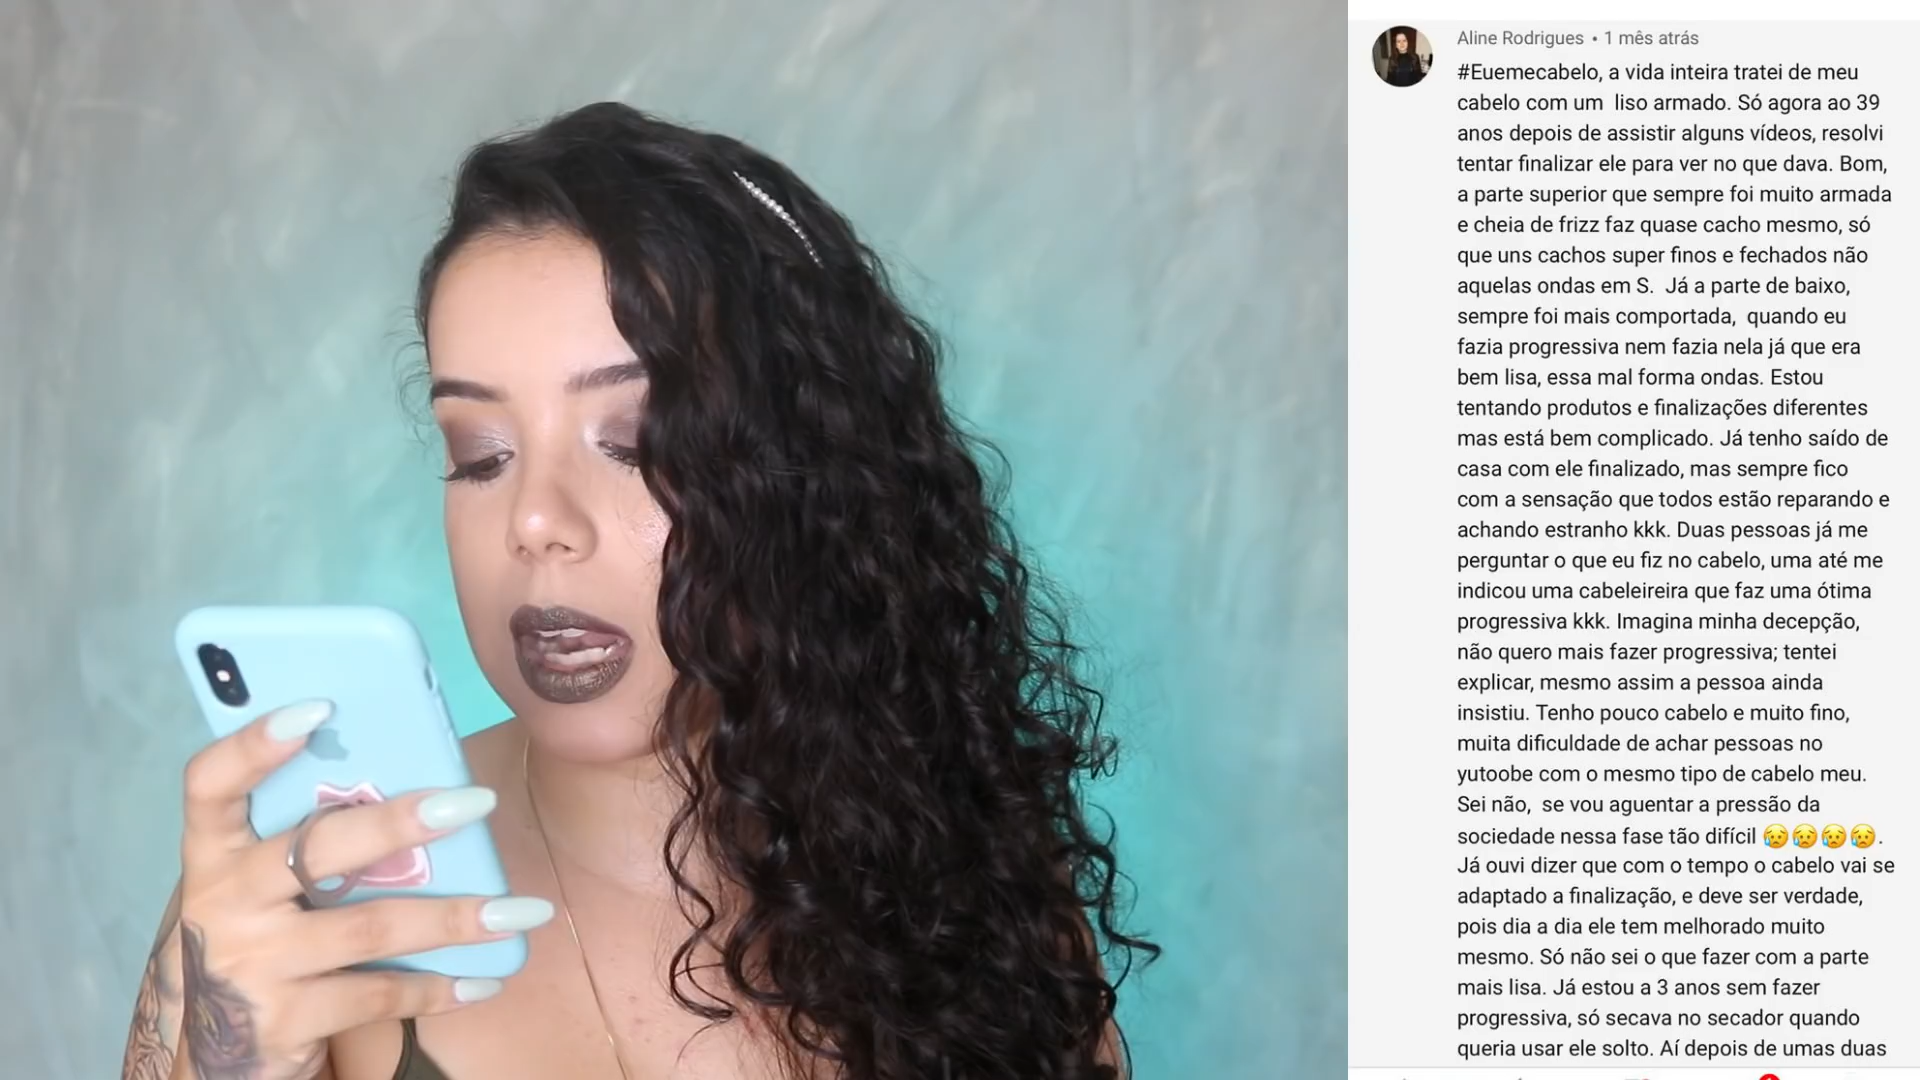 Aline Rodrigues • 1 mês atrás
#Euemecabelo, a vida inteira tratei de meu
cabelo com um  liso armado. Só agora ao 39
anos depois de assistir alguns vídeos, resolvi
tentar finalizar ele para ver no que dava. Bom,
a parte superior que sempre foi muito armada
e cheia de frizz faz quase cacho mesmo, só
que uns cachos super finos e fechados não
aquelas ondas em S.  Já a parte de baixo,
sempre foi mais comportada,  quando eu
fazia progressiva nem fazia nela já que era
bem lisa, essa mal forma ondas. Estou
tentando produtos e finalizações diferentes
mas está bem complicado. Já tenho saído de
casa com ele finalizado, mas sempre fico
com a sensação que todos estão reparando e
achando estranho kkk. Duas pessoas já me
perguntar o que eu fiz no cabelo, uma até me
indicou uma cabeleireira que faz uma ótima
progressiva kkk. Imagina minha decepção,
não quero mais fazer progressiva; tentei
explicar, mesmo assim a pessoa ainda
insistiu. Tenho pouco cabelo e muito fino,
muita dificuldade de achar pessoas no
yutoobe com o mesmo tipo de cabelo meu.
Sei não,  se vou aguentar a pressão da
sociedade nessa fase tão difícil 😥😥😥😥.
Já ouvi dizer que com o tempo o cabelo vai se
adaptado a finalização, e deve ser verdade,
pois dia a dia ele tem melhorado muito
mesmo. Só não sei o que fazer com a parte
mais lisa. Já estou a 3 anos sem fazer
progressiva, só secava no secador quando
queria usar ele solto. Aí depois de umas duas